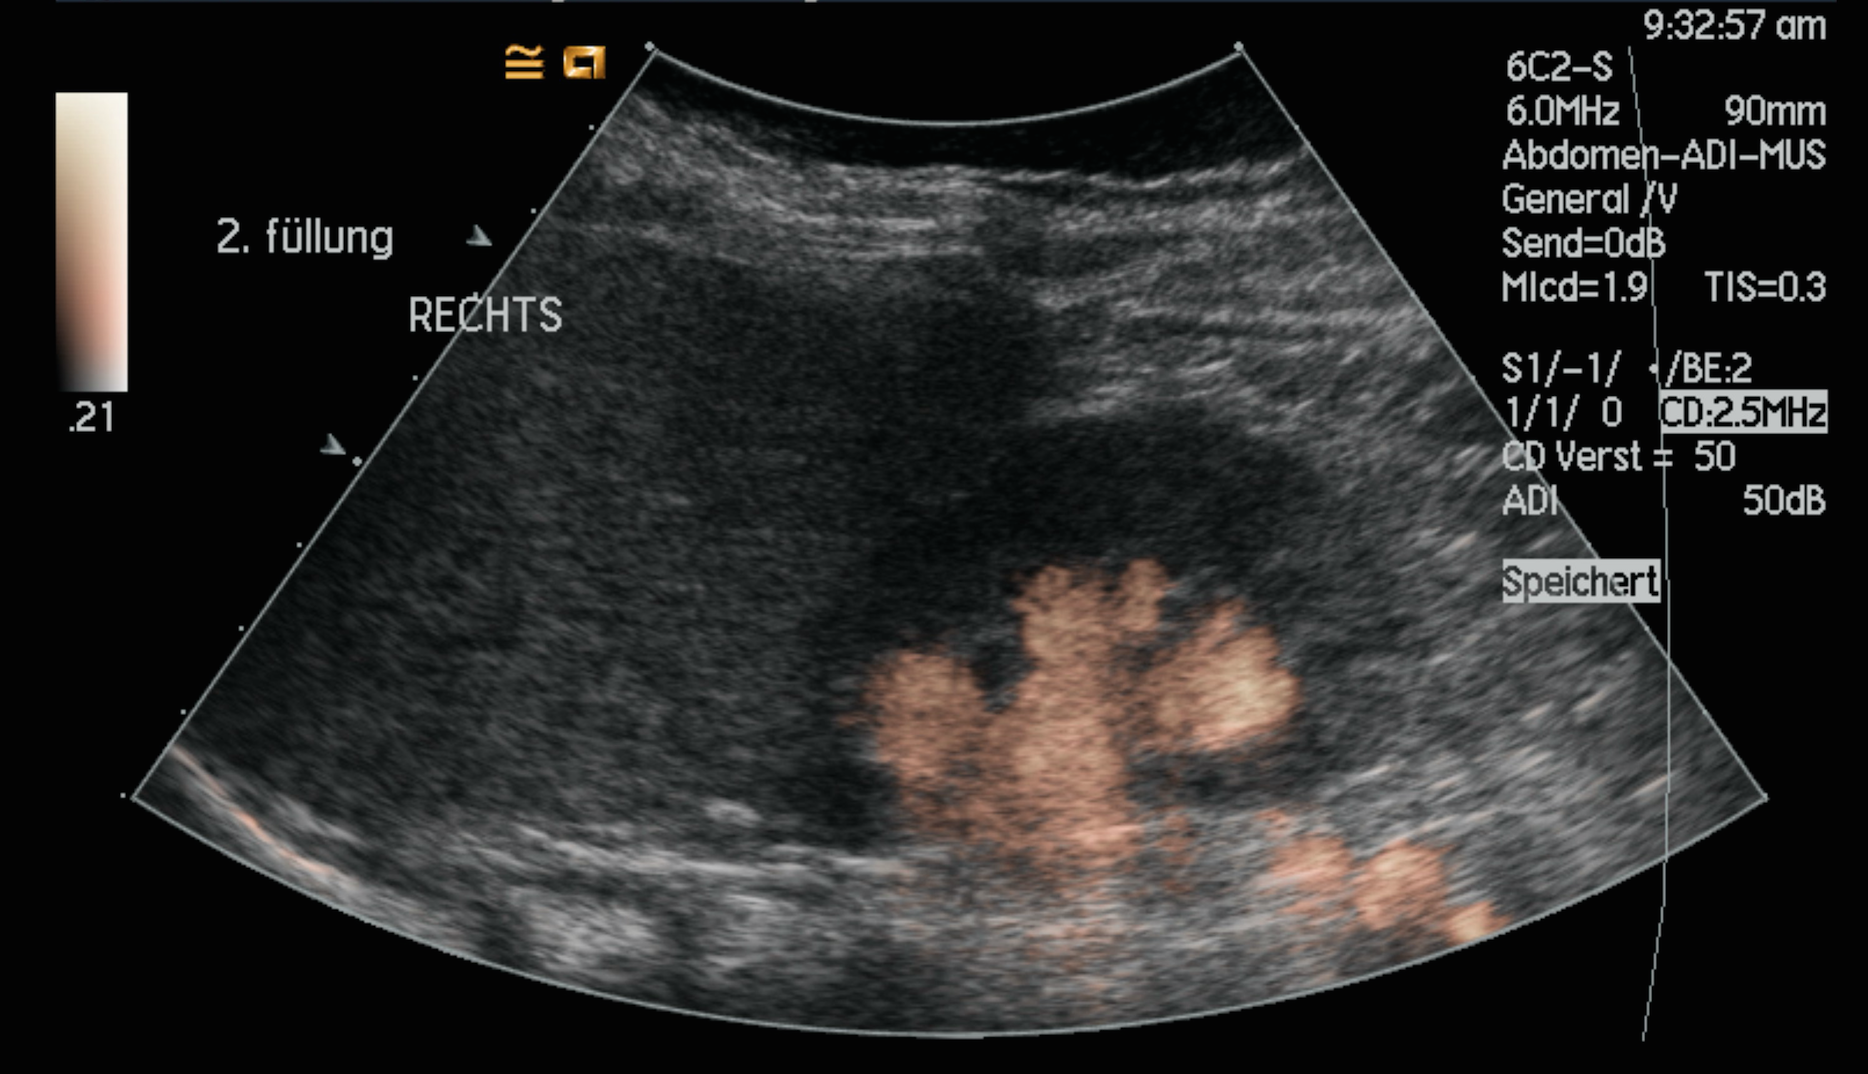 9:32:57 am
6C2-S
6.0MHz 90mm
Abdomen-ADI-MUS
General /V
Send=0dB
MIcd=1.9 TIS=0.3
S1/-1/ /BE:2
1/1/ 0 CD:2.5MHz
CD Verst = 50
ADI 50dB
Speichert
2. füllung
RECHTS
.21